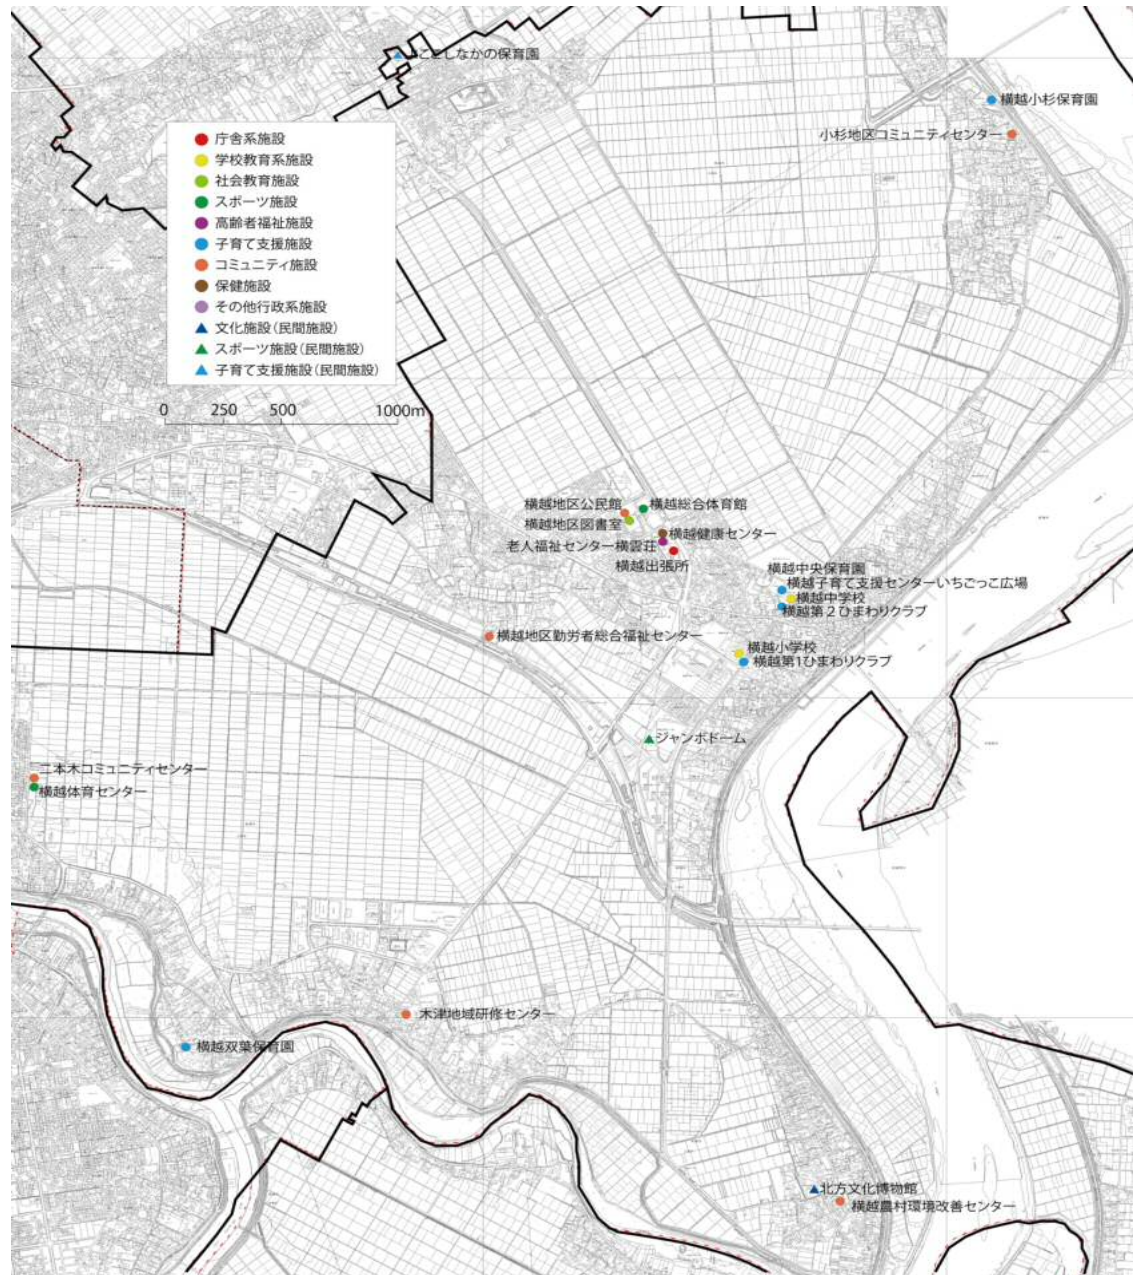 よこごしなかの保育園
横越小杉保育園
小杉地区コミュニティセンター
庁舎系施設
学校教育系施設
社会教育施設
スポーツ施設
高齢者福祉施設
子育て支援施設
コミュニティ施設
保健施設
その他行政系施設
文化施設（民間施設）
スポーツ施設（民間施設）
子育て支援施設（民間施設）
0 250 500 1000m
横越地区公民館
横越総合体育館
横越地区図書室
横越健康センター
老人福祉センター横雲荘
横越出張所
横越中央保育園
横越子育て支援センターいちごっこ広場
横越中学校
横越第２ひまわりクラブ
横越地区勤労者総合福祉センター
横越小学校
横越第1ひまわりクラブ
ジャンボドーム
二本木コミュニティセンター
横越体育センター
木津地域研修センター
横越双葉保育園
北方文化博物館
横越農村環境改善センター